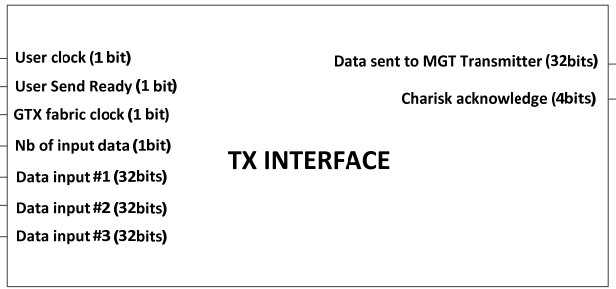 User clock (1 bit)
User Send Ready (1 bit)
GTX fabric clock (1 bit)
Nb of input data (1bit)
Data input #1 (32bits)
Data input #2 (32bits)
Data input #3 (32bits)
TX INTERFACE
Data sent to MGT Transmitter (32bits)
Charisk acknowledge (4bits)